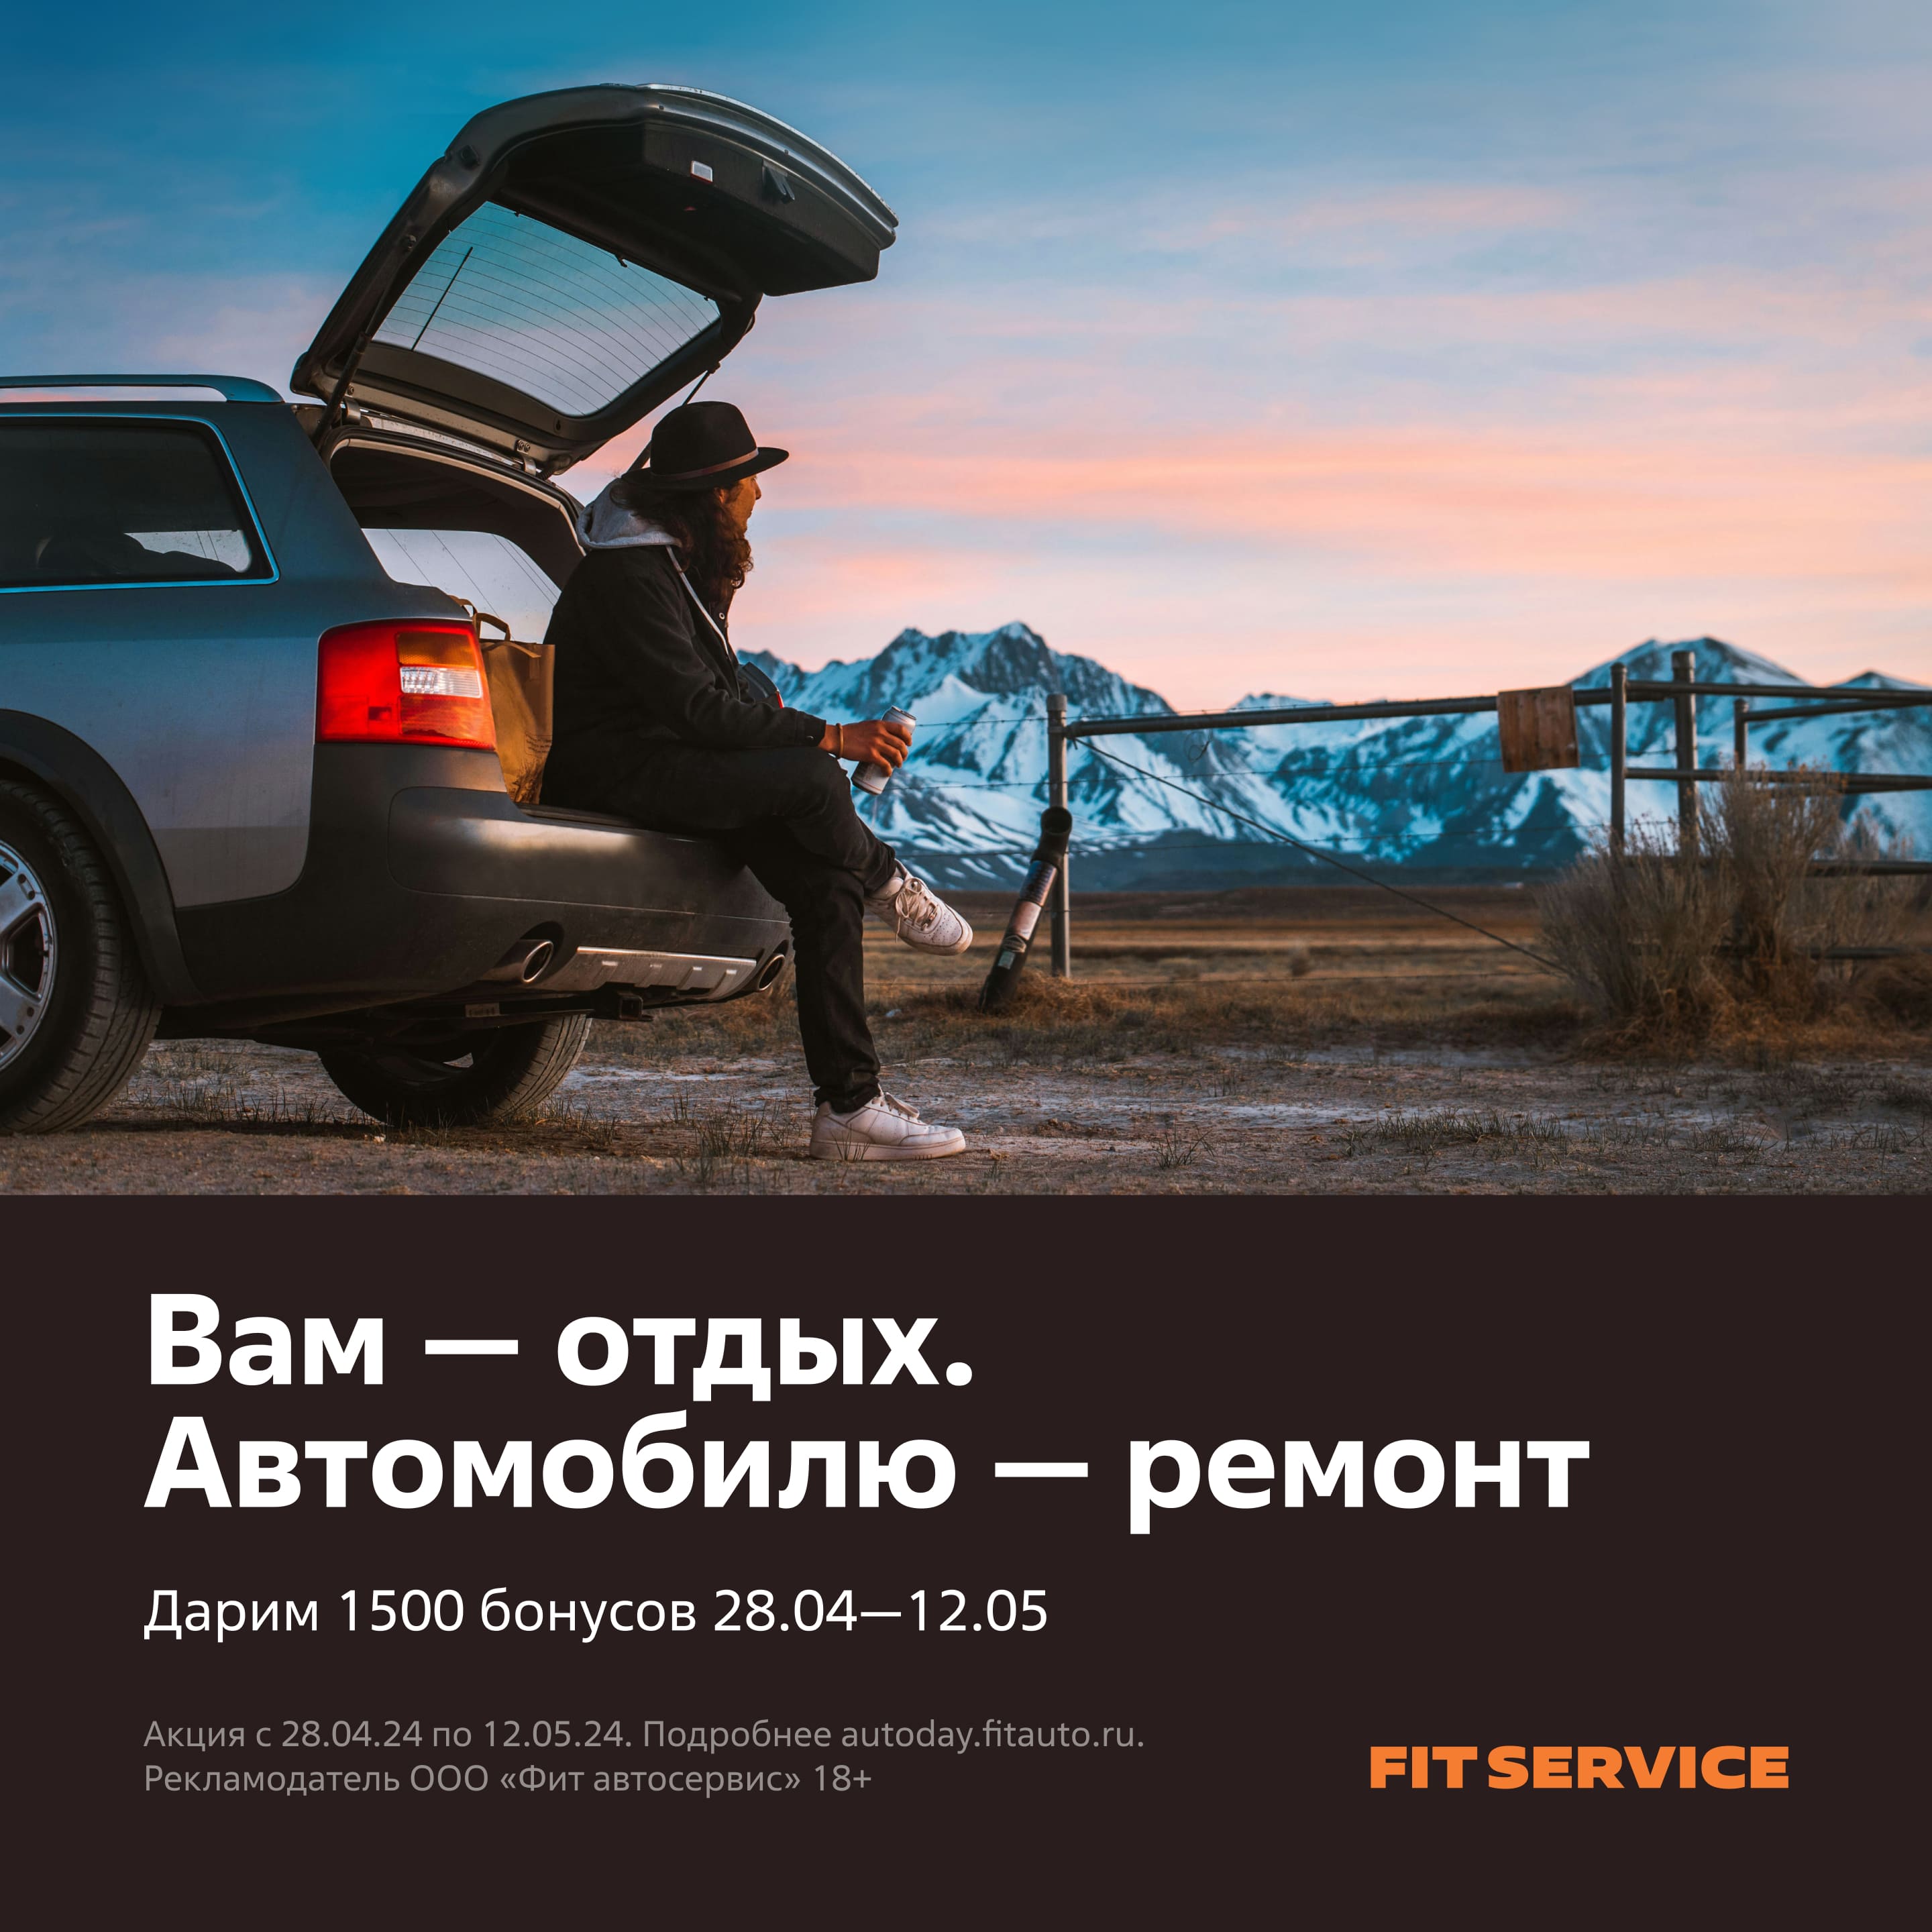 Вам — отдых.
Автомобилю — ремонт
Дарим 1500 бонусов 28.04—12.05
Акция с 28.04.24 по 12.05.24. Подробнее autoday.fitauto.ru.
Рекламодатель ООО «Фит автосервис» 18+
FIT SERVICE